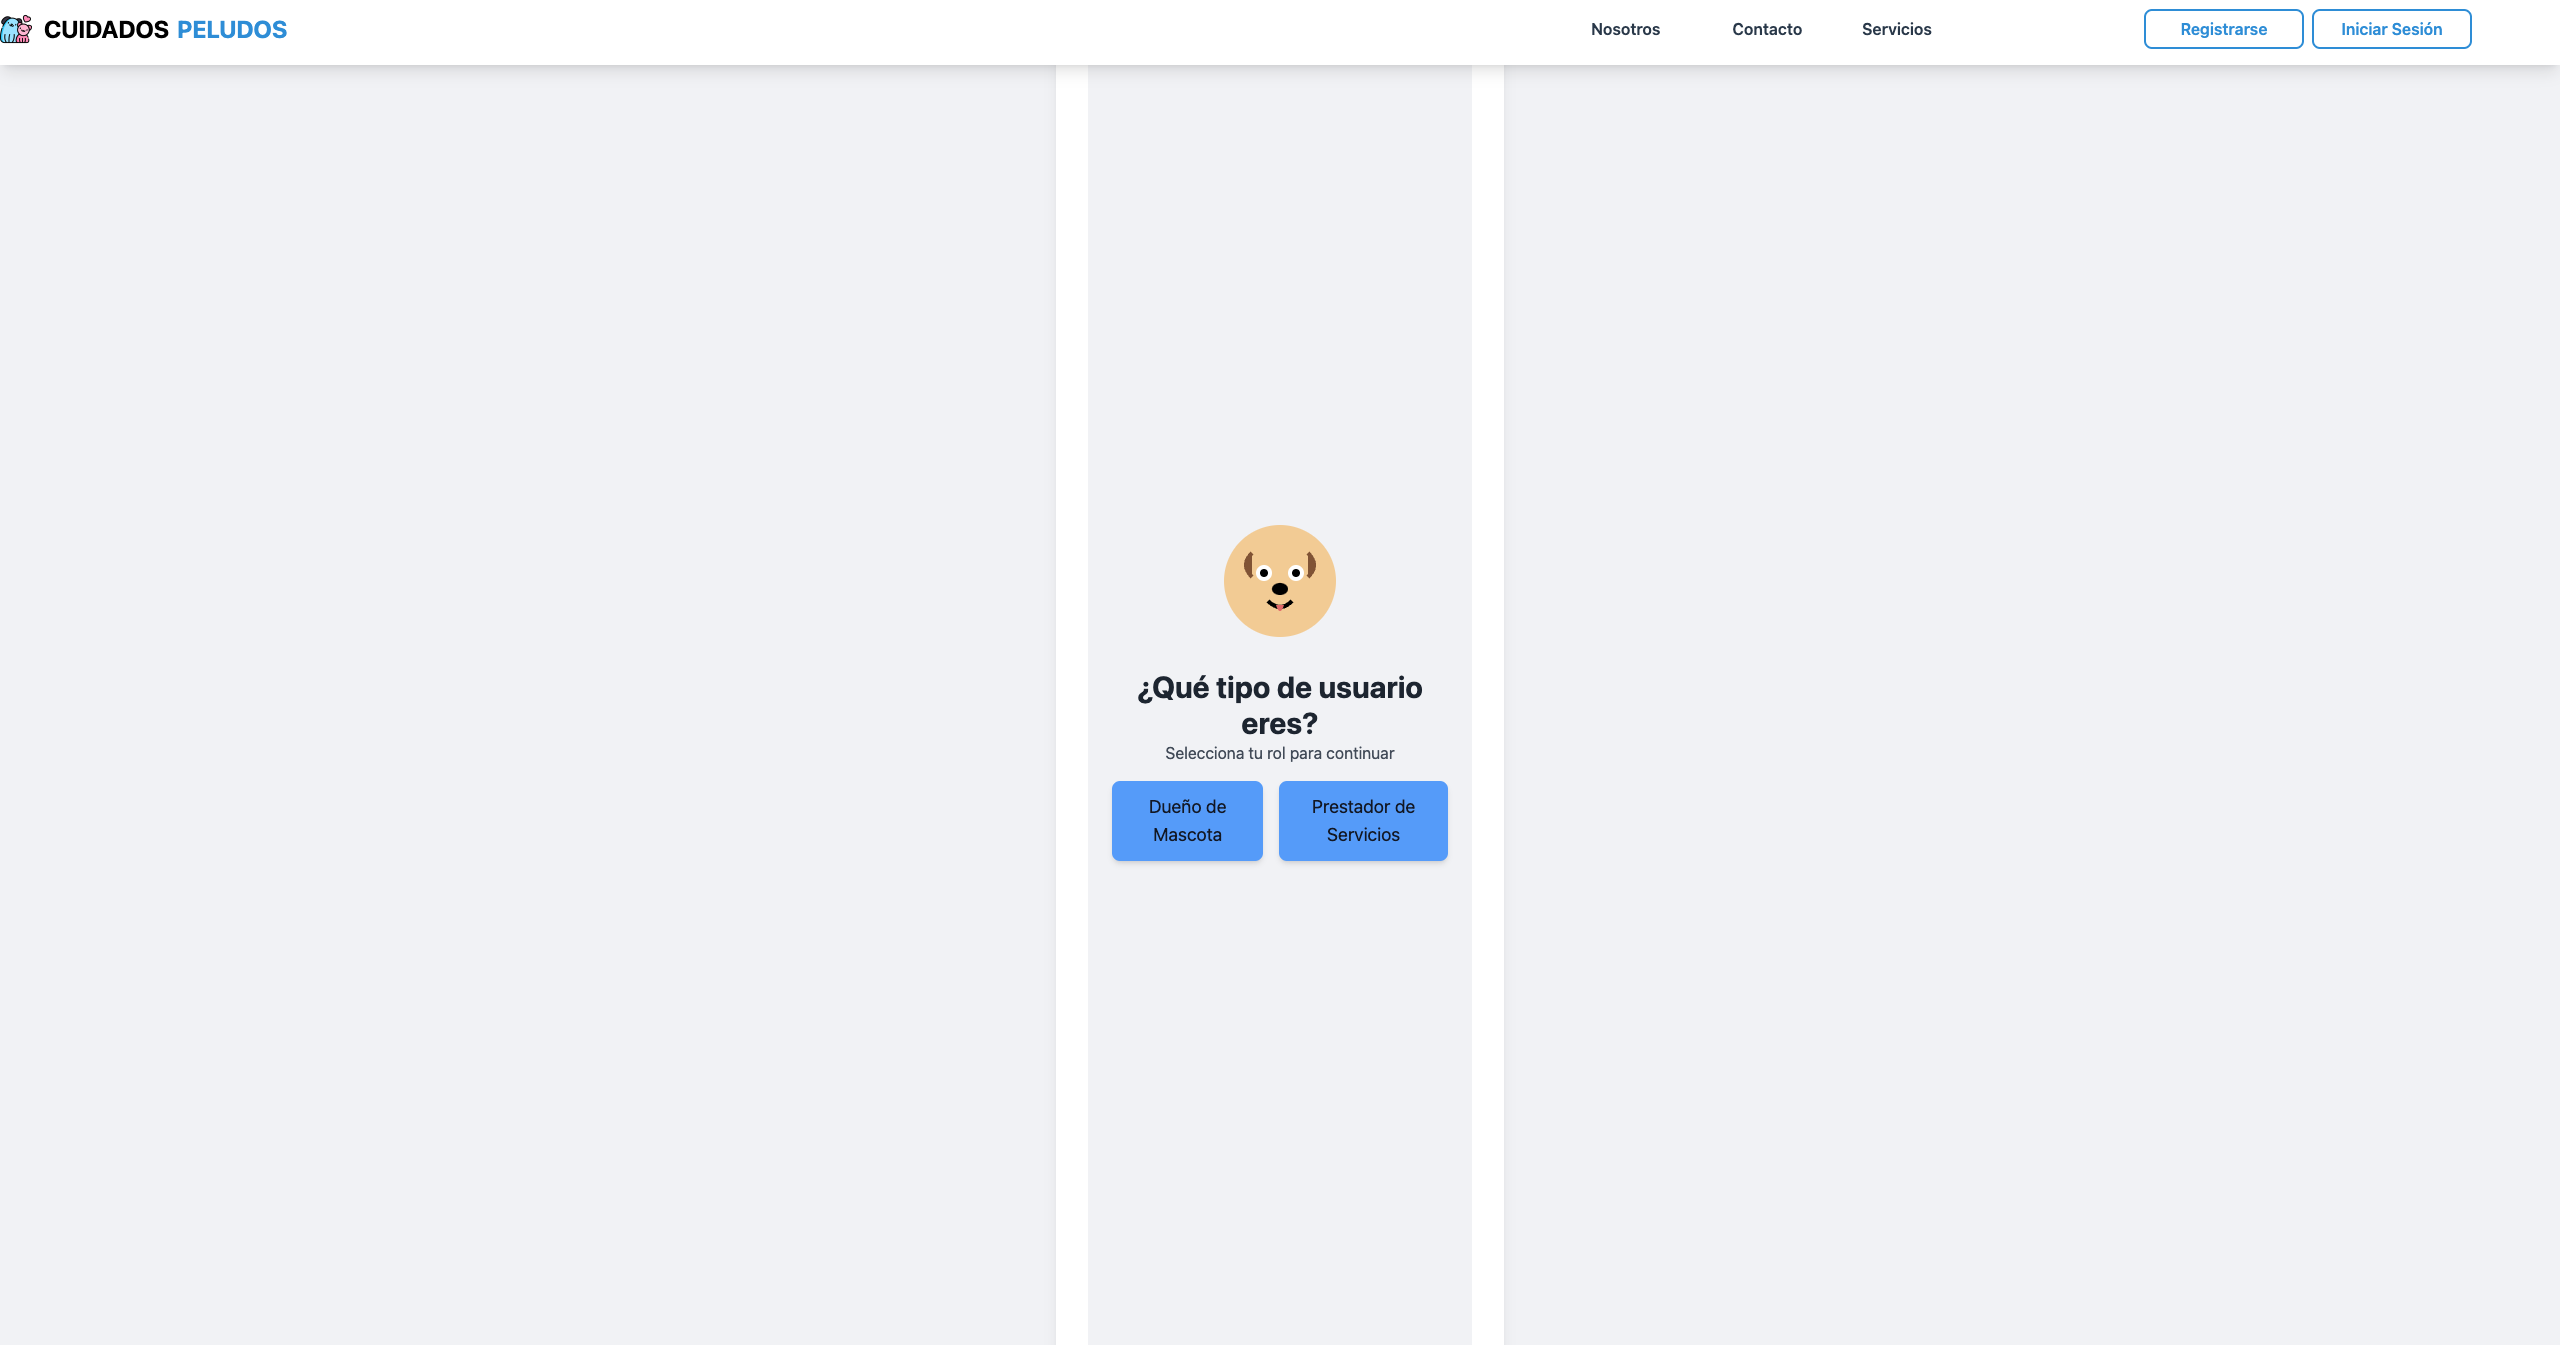 CUIDADOS PELUDOS
Nosotros
Contacto
Servicios
Registrarse
Iniciar Sesión
¿Qué tipo de usuario
eres?
Selecciona tu rol para continuar
Dueño de
Mascota
Prestador de
Servicios